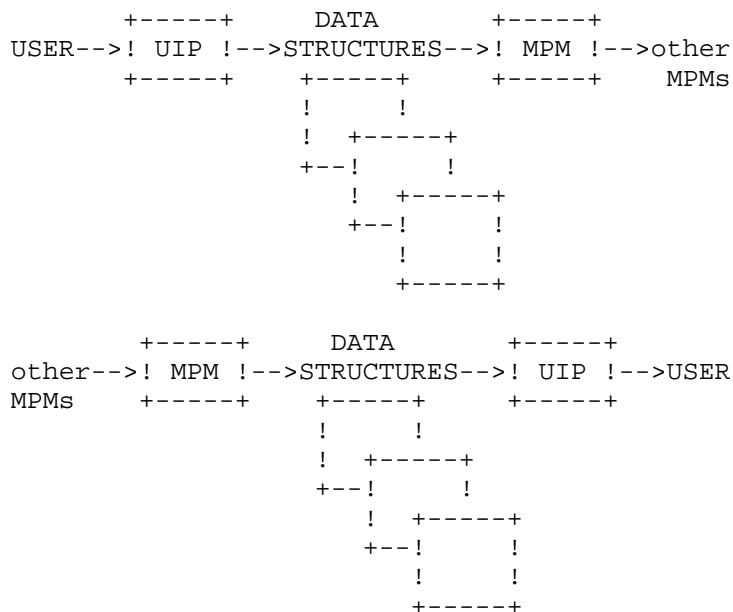 +-----+     DATA      +-----+
USER-->! UIP !-->STRUCTURES-->! MPM !-->other
+-----+    +-----+     +-----+    MPMs
!     !
!  +-----+
+--!     !
!  +-----+
+--!     !
!     !
+-----+
+-----+     DATA       +-----+
other-->! MPM !-->STRUCTURES-->! UIP !-->USER
MPMs    +-----+    +-----+     +-----+
!     !
!  +-----+
+--!     !
!  +-----+
+--!     !
!     !
+-----+